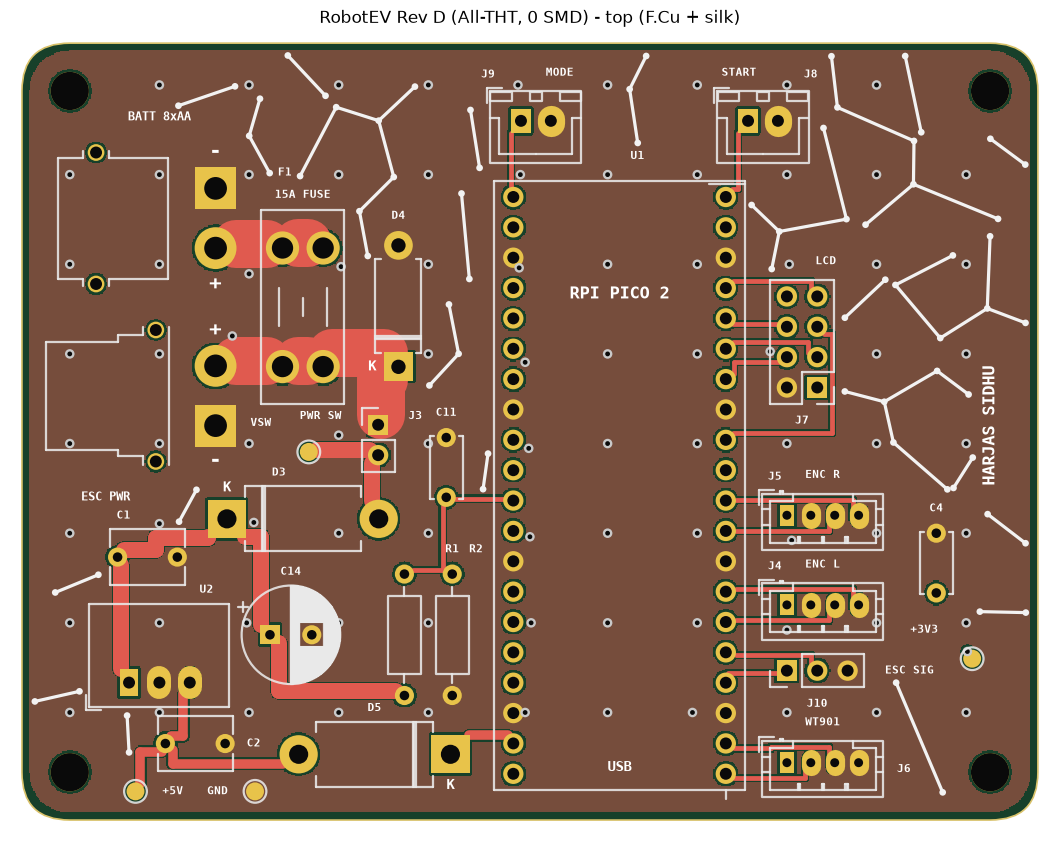 RobotEV Rev D (All-THT, 0 SMD) - top (F.Cu + silk)
J9
MODE
START
J8
BATT 8xAA
-
U1
F1
15A FUSE
D4
LCD
+
RPI PICO 2
+
K
J7
VSW
PWR SW
J3
C11
HARJAS SIDHU
-
D3
K
J5
ENC R
ESC PWR
C1
C4
R1
R2
J4
ENC L
C14
U2
+
+3V3
ESC SIG
D5
J10
WT901
C2
USB
J6
K
+5V
GND